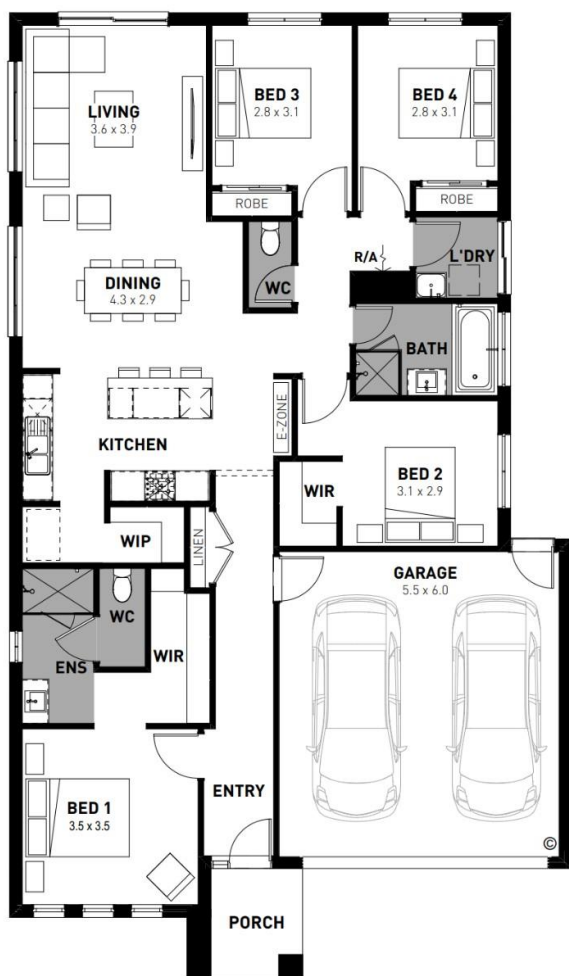 LIVING
3.6 x 3.9
BED 3
2.8 x 3.1
BED 4
2.8 x 3.1
ROBE
ROBE
R/A
L'DRY
WC
DINING
4.3 x 2.9
BATH
E-ZONE
KITCHEN
WIR
BED 2
3.1 x 2.9
WIP
LINEN
GARAGE
5.5 x 6.0
WC
ENS
WIR
BED 1
3.5 x 3.5
ENTRY
©
PORCH